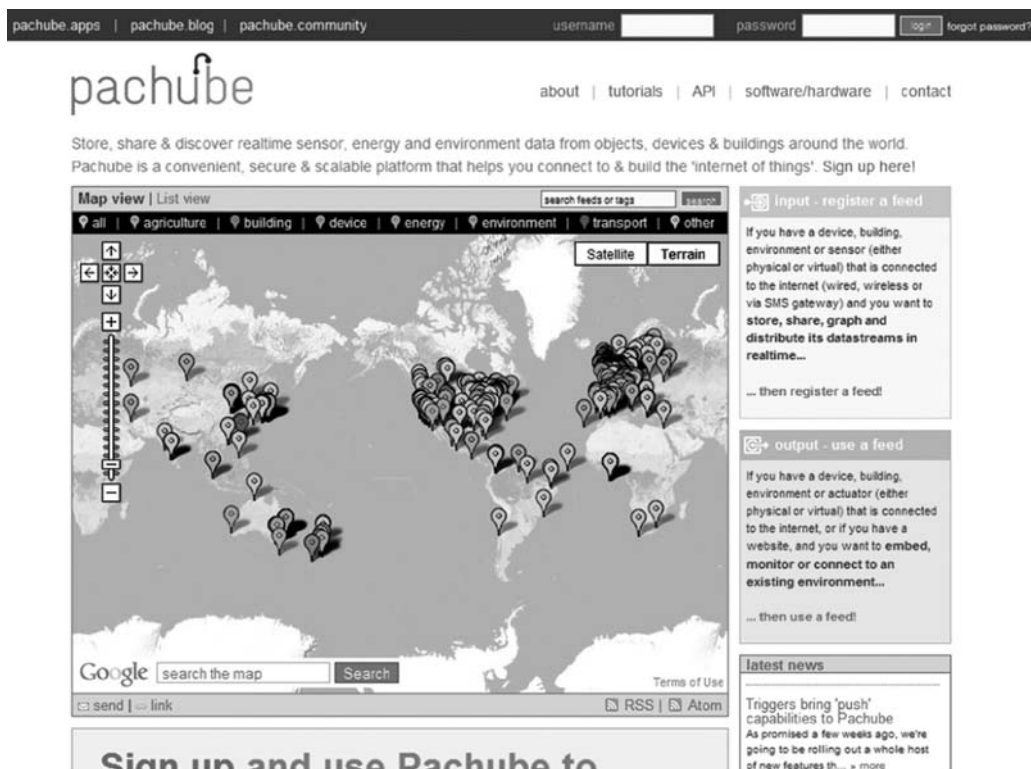 pachube.apps | pachube.blog | pachube.community username password login forgot password?
pachube
about | tutorials | API | software/hardware | contact
Store, share & discover realtime sensor, energy and environment data from objects, devices & buildings around the world.
Pachube is a convenient, secure & scalable platform that helps you connect to & build the 'internet of things'. Sign up here!
Map view | List view search feeds or tags search
all | agriculture | building | device | energy | environment | transport | other
Satellite Terrain
Google search the map Search
Terms of Use
send | link RSS | Atom
input - register a feed
If you have a device, building,
environment or sensor (either
physical or virtual) that is connected
to the internet (wired, wireless or
via SMS gateway) and you want to
store, share, graph and
distribute its datastreams in
realtime...
... then register a feed!
output - use a feed
If you have a device, building,
environment or actuator (either
physical or virtual) that is connected
to the internet, or if you have a
website, and you want to embed,
monitor or connect to an
existing environment...
... then use a feed!
latest news
Triggers bring 'push'
capabilities to Pachube
As promised a few weeks ago, we're
going to be rolling out a whole host
of new features th... » more
Sign up and use Pachube to